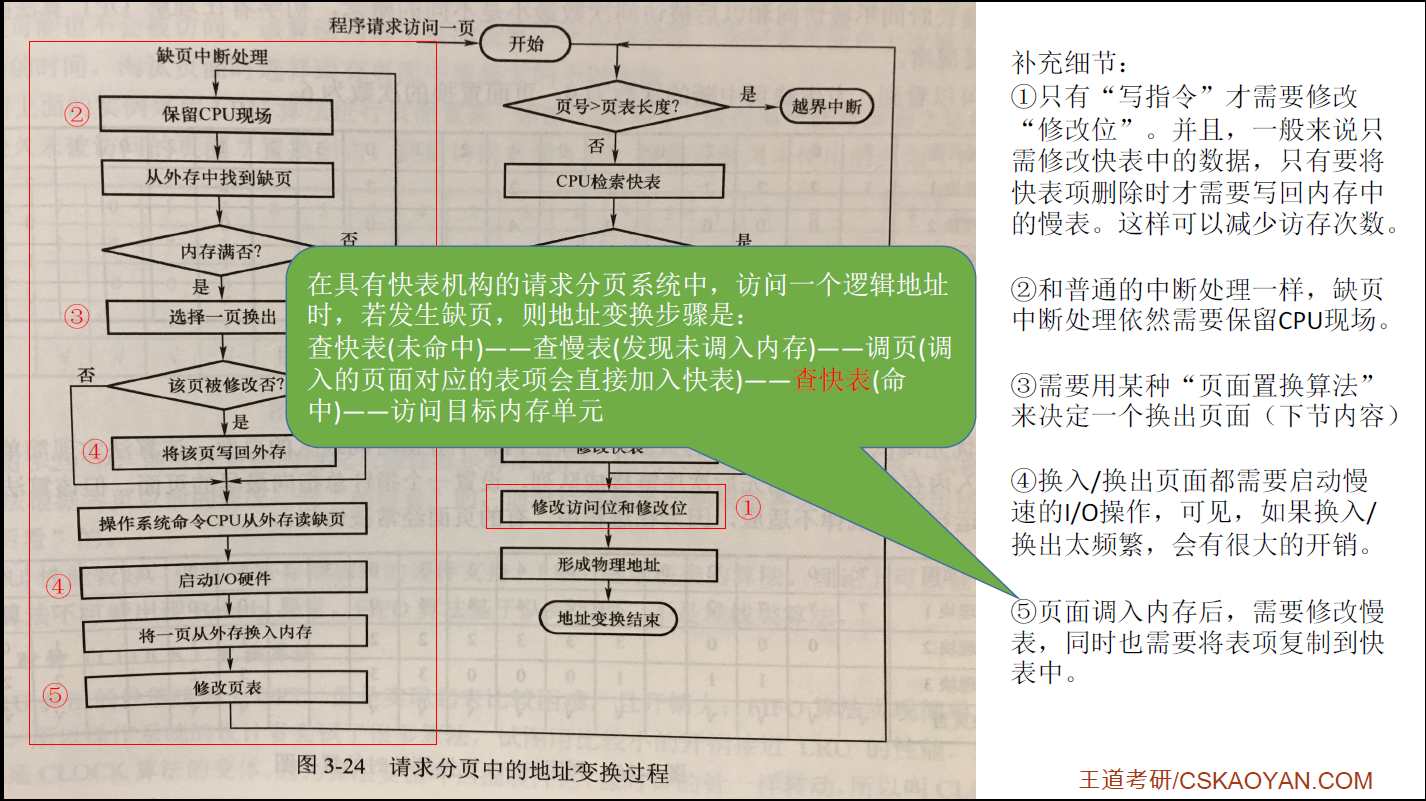 程序请求访问一页
开始
缺页中断处理
②
保留CPU现场
从外存中找到缺页
内存满否?
否
是
③
选择一页换出
该页被修改否?
否
是
④
将该页写回外存
操作系统命令CPU从外存读缺页
④
启动I/O硬件
将一页从外存换入内存
⑤
修改页表
页号>页表长度?
是
越界中断
否
CPU检索快表
是
修改快表
修改访问位和修改位
①
形成物理地址
地址变换结束
图 3-24 请求分页中的地址变换过程
在具有快表机构的请求分页系统中，访问一个逻辑地址
时，若发生缺页，则地址变换步骤是：
查快表(未命中)——查慢表(发现未调入内存)——调页(调
入的页面对应的表项会直接加入快表)——查快表(命
中)——访问目标内存单元
补充细节：
①只有“写指令”才需要修改
“修改位”。并且，一般来说只
需修改快表中的数据，只有要将
快表项删除时才需要写回内存中
的慢表。这样可以减少访存次数。
②和普通的中断处理一样，缺页
中断处理依然需要保留CPU现场。
③需要用某种“页面置换算法”
来决定一个换出页面（下节内容）
④换入/换出页面都需要启动慢
速的I/O操作，可见，如果换入/
换出太频繁，会有很大的开销。
⑤页面调入内存后，需要修改慢
表，同时也需要将表项复制到快
表中。
王道考研/CSKAOYAN.COM